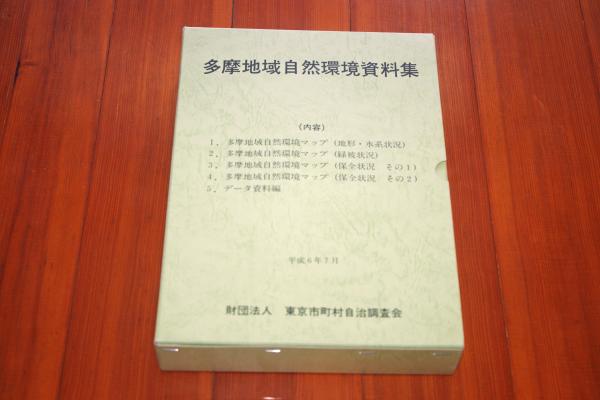 多摩地域自然環境資料集
（内容）
１．多摩地域自然環境マップ（地形・水系状況）
２．多摩地域自然環境マップ（緑被状況）
３．多摩地域自然環境マップ（保全状況　その１）
４．多摩地域自然環境マップ（保全状況　その２）
５．データ資料編
平成６年７月
財団法人　東京市町村自治調査会